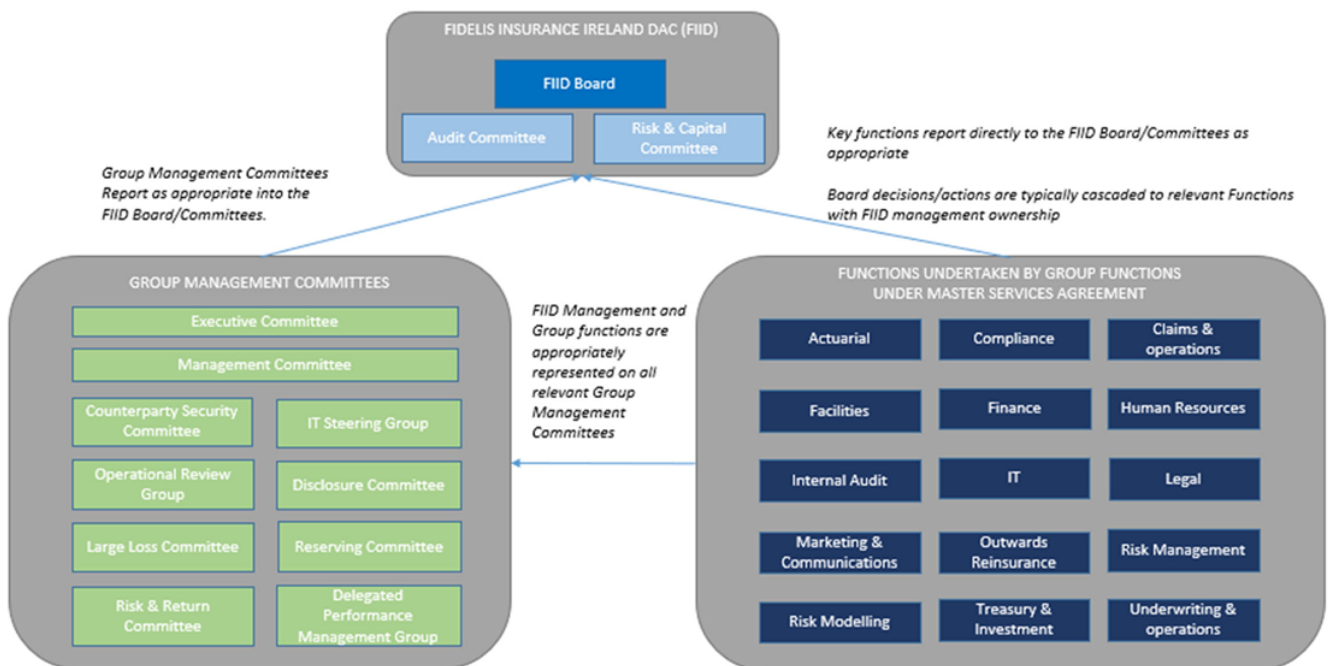 FIDELIS INSURANCE IRELAND DAC (FIID)
FIID Board
Audit Committee
Risk & Capital
Committee
Group Management Committees
Report as appropriate into the
FIID Board/Committees.
Key functions report directly to the FIID Board/Committees as
appropriate
Board decisions/actions are typically cascaded to relevant Functions
with FIID management ownership
GROUP MANAGEMENT COMMITTEES
Executive Committee
Management Committee
Counterparty Security
Committee
IT Steering Group
Operational Review
Group
Disclosure Committee
Large Loss Committee
Reserving Committee
Risk & Return
Committee
Delegated
Performance
Management Group
FIID Management and
Group functions are
appropriately
represented on all
relevant Group
Management
Committees
FUNCTIONS UNDERTAKEN BY GROUP FUNCTIONS
UNDER MASTER SERVICES AGREEMENT
Actuarial
Compliance
Claims &
operations
Facilities
Finance
Human Resources
Internal Audit
IT
Legal
Marketing &
Communications
Outwards
Reinsurance
Risk Management
Risk Modelling
Treasury &
Investment
Underwriting &
operations